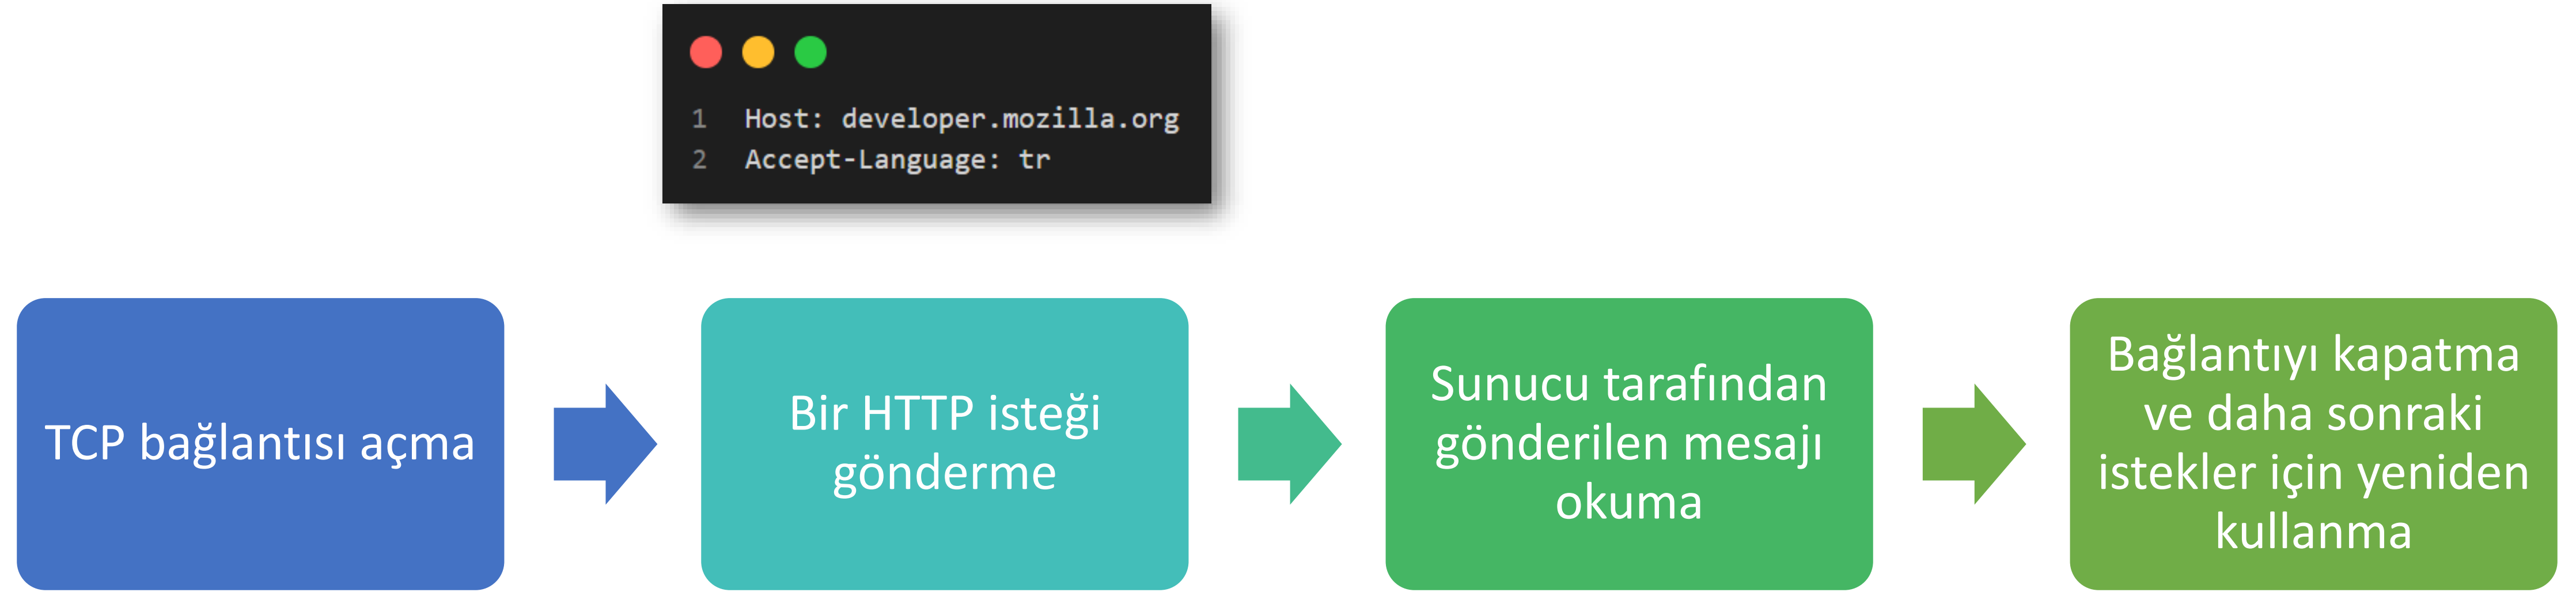 1 Host: developer.mozilla.org
2 Accept-Language: tr
TCP bağlantısı açma
Bir HTTP isteği
gönderme
Sunucu tarafından
gönderilen mesajı
okuma
Bağlantıyı kapatma
ve daha sonraki
istekler için yeniden
kullanma